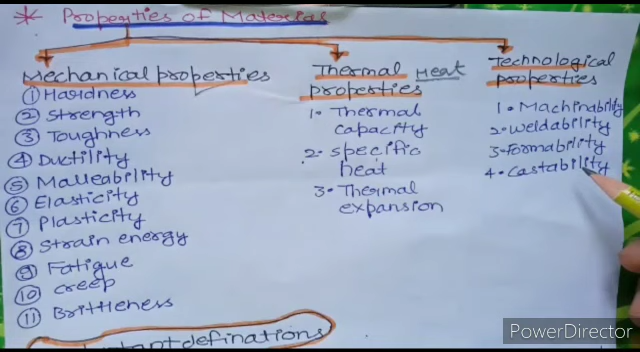 * Properties of Materials
Mechanical properties
① Hardness
② Strength
③ Toughness
④ Ductility
⑤ Malleability
⑥ Elasticity
⑦ Plasticity
⑧ Strain energy
⑨ Fatigue
⑩ creep
⑪ Brittleness
Thermal Heat
properties
1. Thermal
capacity
2. specific
heat
3. Thermal
expansion
Technological
properties
1. Machinability
2. Weldability
3. Formability
4. Castability
definations
PowerDirector